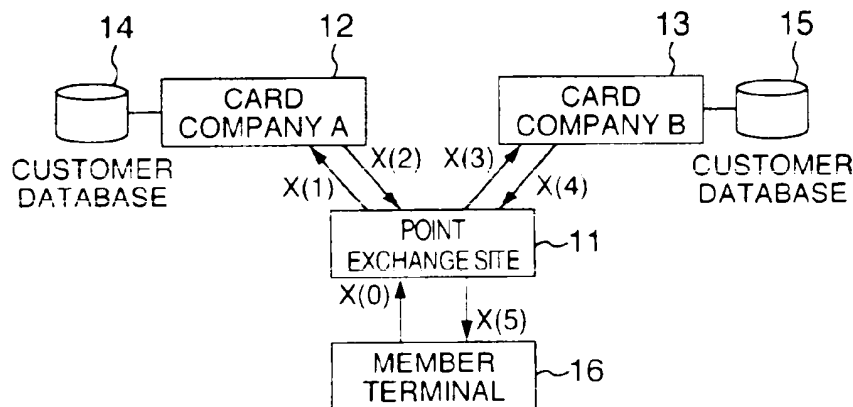 14
12
13
15
CARD
COMPANY A
CARD
COMPANY B
CUSTOMER
DATABASE
X(1)
X(2)
X(3)
X(4)
CUSTOMER
DATABASE
POINT
EXCHANGE SITE
11
X(0)
X(5)
MEMBER
TERMINAL
16